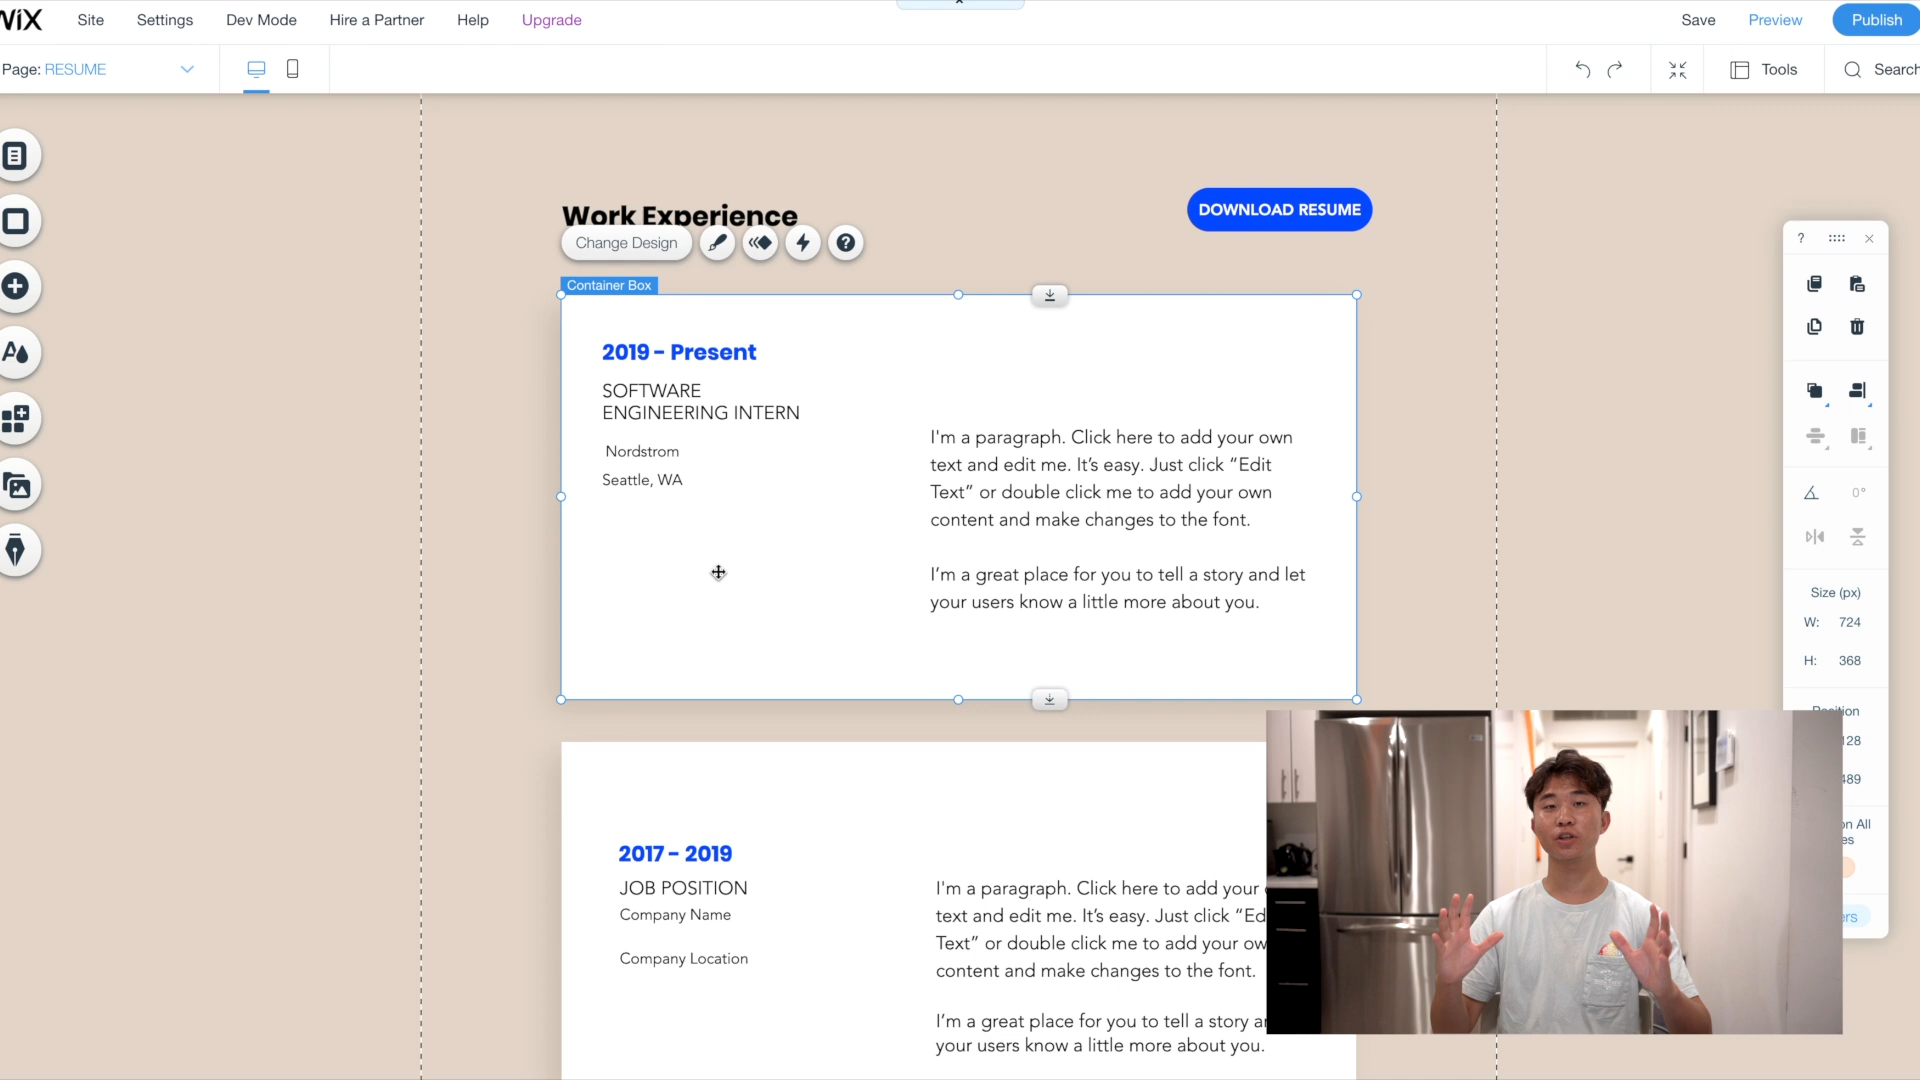 WiX
Site
Settings
Dev Mode
Hire a Partner
Help
Upgrade
Save
Preview
Publish
Page: RESUME
Tools
Search
Work Experience
DOWNLOAD RESUME
Change Design
?
Container Box
2019 - Present
SOFTWARE
ENGINEERING INTERN
Nordstrom
Seattle, WA
I'm a paragraph. Click here to add your own
text and edit me. It’s easy. Just click “Edit
Text” or double click me to add your own
content and make changes to the font.
I’m a great place for you to tell a story and let
your users know a little more about you.
?
0°
Size (px)
W: 724
H: 368
Position
128
489
on All
2017 - 2019
JOB POSITION
Company Name
Company Location
I'm a paragraph. Click here to add your
text and edit me. It’s easy. Just click “Ed
Text” or double click me to add your ow
content and make changes to the font.
I’m a great place for you to tell a story a
your users know a little more about you.